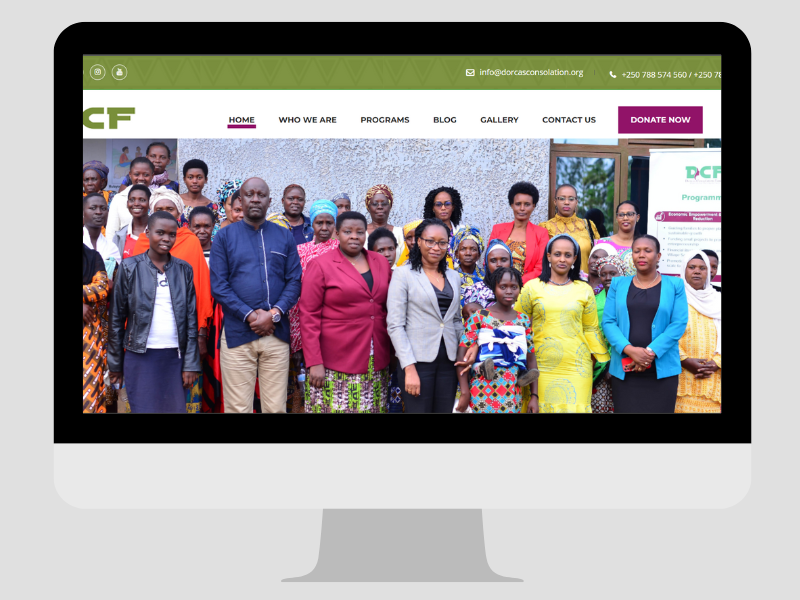 info@dorcasconsolation.org
+250 788 574 560 / +250 78
CF
HOME
WHO WE ARE
PROGRAMS
BLOG
GALLERY
CONTACT US
DONATE NOW
DCF
Programm
Economic Empowerment &
Reduction